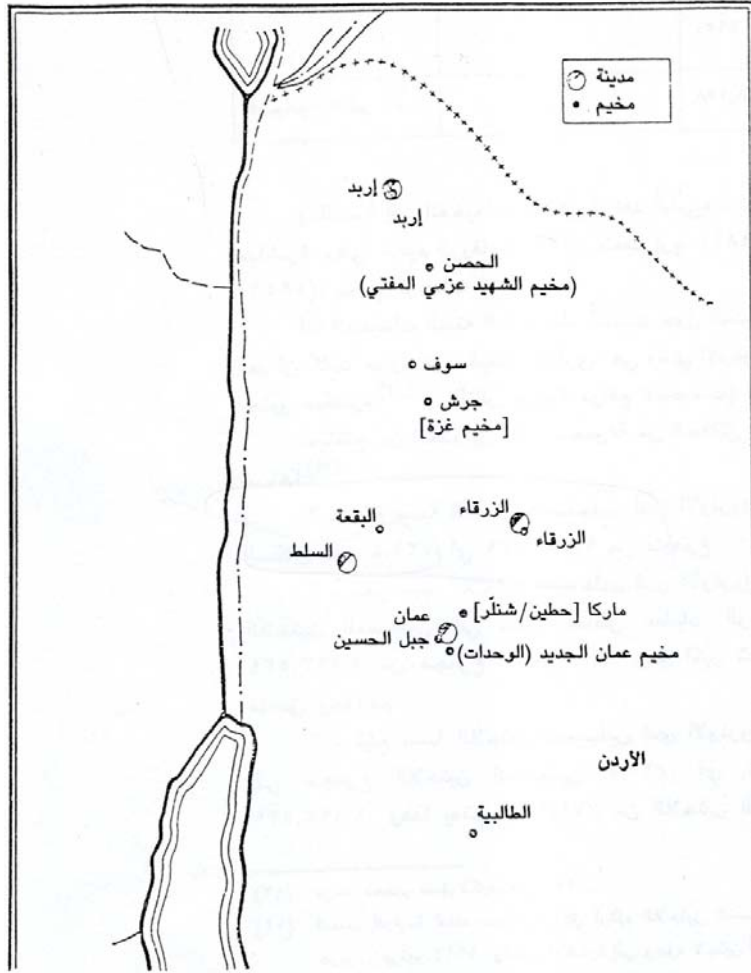 مدينة
مخيم
إربد
إربد
الحصن
(مخيم الشهيد عزمي المفتي)
سوف
جرش
[مخيم غزة]
الزرقاء
البقعة
الزرقاء
السلط
ماركا [حطين/شنلّر]
عمان
جبل الحسين
مخيم عمان الجديد (الوحدات)
الأردن
الطالبية